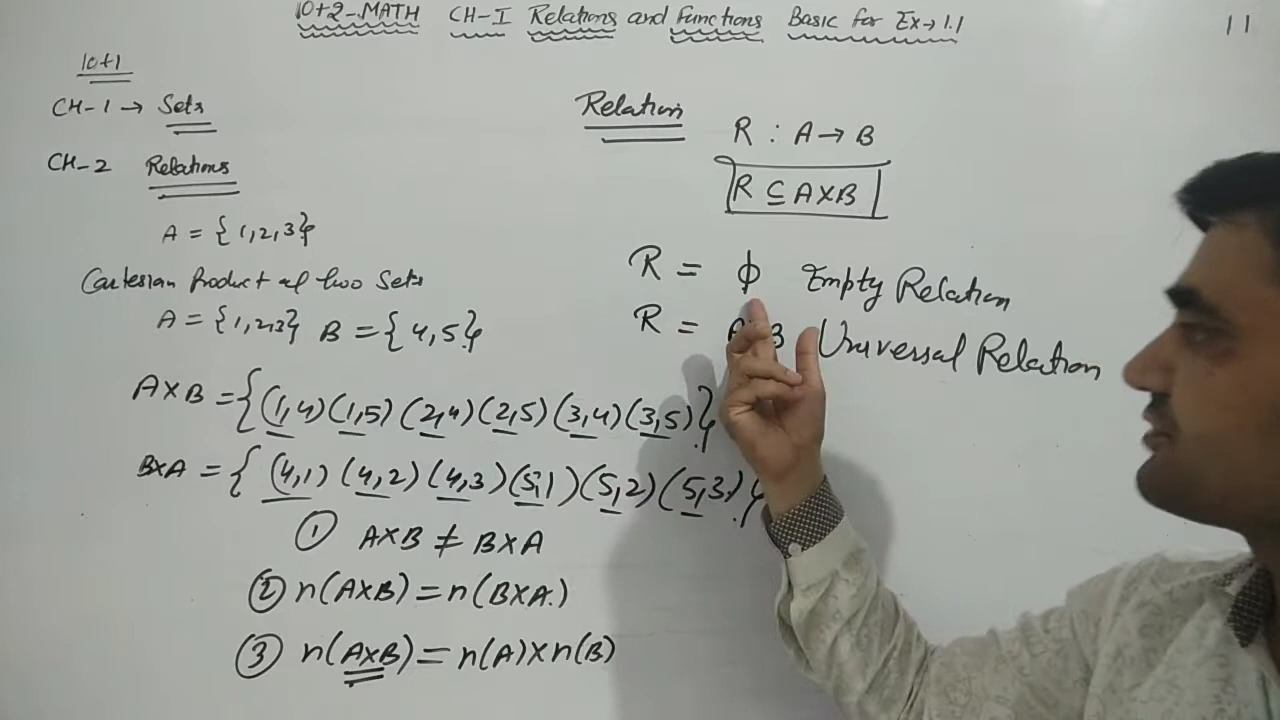 10+2-MATH CH-I Relations and Functions Basic for Ex→1.1
11
10+1
CH-1 → Sets
CH-2 Relations
A = {1,2,3}
Cartesian Product of two Sets
A = {1,2,3} B = {4,5}
A×B = {(1,4) (1,5) (2,4) (2,5) (3,4) (3,5)}
B×A = {(4,1) (4,2) (4,3) (5,1) (5,2) (5,3)}
① A×B ≠ B×A
② n(A×B) = n(B×A)
③ n(A×B) = n(A)×n(B)
Relation
R : A → B
R ⊆ A×B
R = ϕ Empty Relation
R = A×B Universal Relation